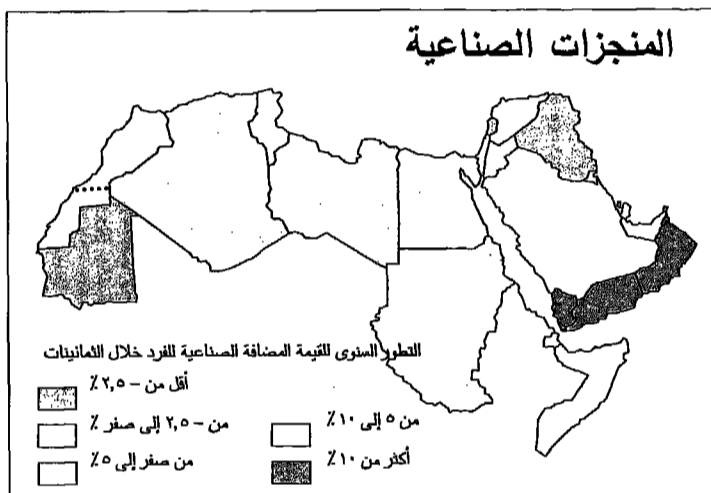 المنجزات الصناعية
التطور السنوى للقيمة المضافة الصناعية للفرد خلال الثمانينات
أقل من – ٢,٥٪
من – ٢,٥ إلى صفر ٪
من صفر إلى ٥٪
من ٥ إلى ١٠٪
أكثر من ١٠٪